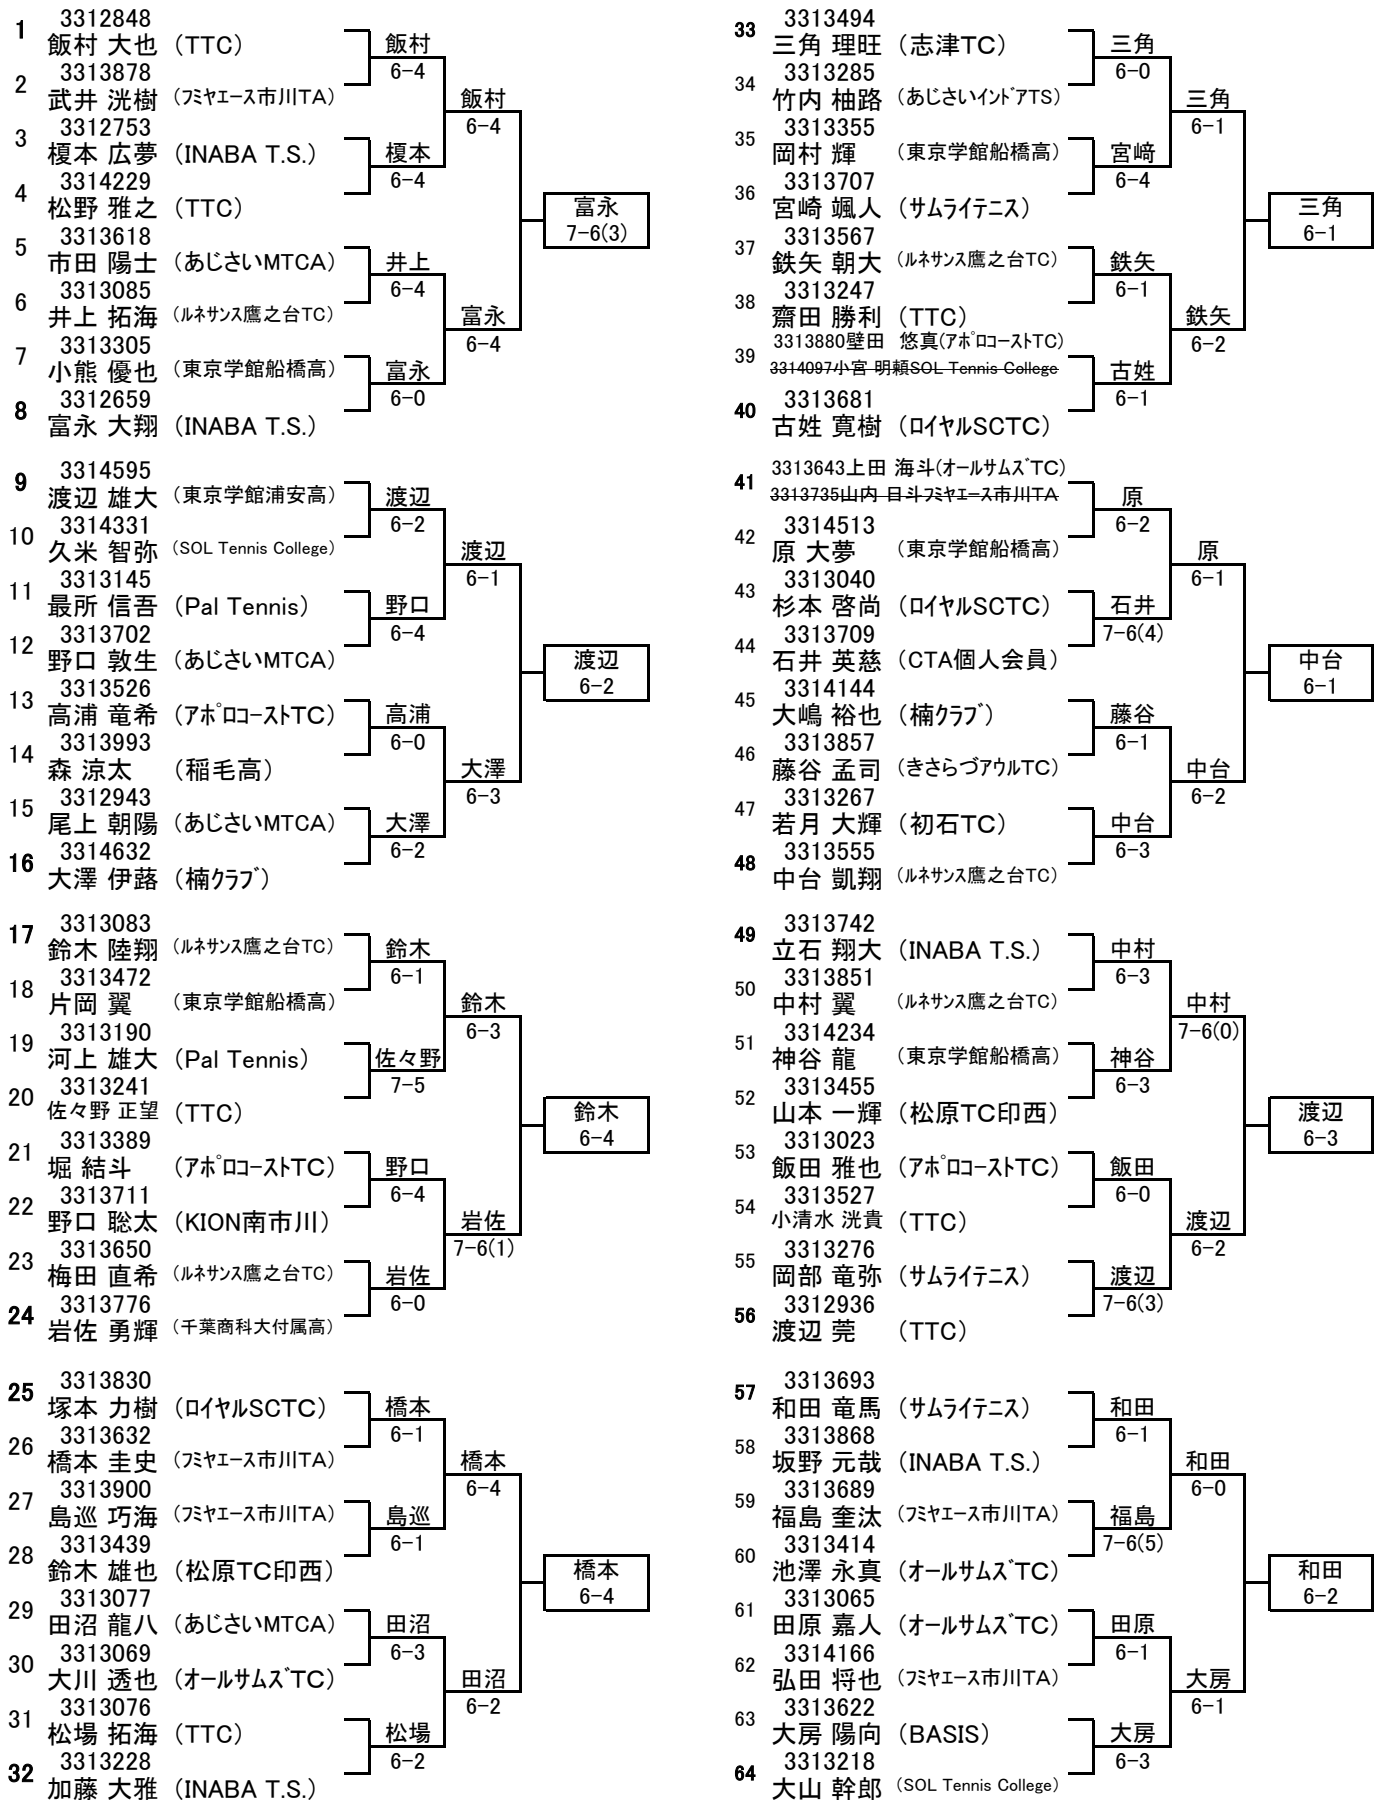 1 3312848
飯村 大也 (TTC)
2 3313878
武井 洸樹 (フミヤエース市川TA)
3 3312753
榎本 広夢 (INABA T.S.)
4 3314229
松野 雅之 (TTC)
5 3313618
市田 陽士 (あじさいMTCA)
6 3313085
井上 拓海 (ルネサンス鷹之台TC)
7 3313305
小熊 優也 (東京学館船橋高)
8 3312659
富永 大翔 (INABA T.S.)
飯村
6-4
榎本
6-4
井上
6-4
富永
6-0
飯村
6-4
富永
6-4
富永
7-6(3)
9 3314595
渡辺 雄大 (東京学館浦安高)
10 3314331
久米 智弥 (SOL Tennis College)
11 3313145
最所 信吾 (Pal Tennis)
12 3313702
野口 敦生 (あじさいMTCA)
13 3313526
高浦 竜希 (アポロコーストTC)
14 3313993
森 涼太 (稲毛高)
15 3312943
尾上 朝陽 (あじさいMTCA)
16 3314632
大澤 伊蕗 (楠クラブ)
渡辺
6-2
野口
6-4
高浦
6-0
大澤
6-2
渡辺
6-1
大澤
6-3
渡辺
6-2
17 3313083
鈴木 陸翔 (ルネサンス鷹之台TC)
18 3313472
片岡 翼 (東京学館船橋高)
19 3313190
河上 雄大 (Pal Tennis)
20 3313241
佐々野 正望 (TTC)
21 3313389
堀 結斗 (アポロコーストTC)
22 3313711
野口 聡太 (KION南市川)
23 3313650
梅田 直希 (ルネサンス鷹之台TC)
24 3313776
岩佐 勇輝 (千葉商科大付属高)
鈴木
6-1
佐々野
7-5
野口
6-4
岩佐
6-0
鈴木
6-3
岩佐
7-6(1)
鈴木
6-4
25 3313830
塚本 力樹 (ロイヤルSCTC)
26 3313632
橋本 圭史 (フミヤエース市川TA)
27 3313900
島巡 巧海 (フミヤエース市川TA)
28 3313439
鈴木 雄也 (松原TC印西)
29 3313077
田沼 龍八 (あじさいMTCA)
30 3313069
大川 透也 (オールサムズTC)
31 3313076
松場 拓海 (TTC)
32 3313228
加藤 大雅 (INABA T.S.)
橋本
6-1
島巡
6-1
田沼
6-3
松場
6-2
橋本
6-4
田沼
6-2
橋本
6-4
33 3313494
三角 理旺 (志津TC)
34 3313285
竹内 柚路 (あじさいインドアTS)
35 3313355
岡村 輝 (東京学館船橋高)
36 3313707
宮崎 颯人 (サムライテニス)
37 3313567
鉄矢 朝大 (ルネサンス鷹之台TC)
38 3313247
齋田 勝利 (TTC)
3313880壁田 悠真(アポロコーストTC)
39 3314097小宮 明頼SOL Tennis College
40 3313681
古姓 寛樹 (ロイヤルSCTC)
三角
6-0
宮﨑
6-4
鉄矢
6-1
古姓
6-1
三角
6-1
鉄矢
6-2
三角
6-1
3313643上田 海斗(オールサムズTC)
41 3313735山内 日斗フミヤエース市川TA
42 3314513
原 大夢 (東京学館船橋高)
43 3313040
杉本 啓尚 (ロイヤルSCTC)
44 3313709
石井 英慈 (CTA個人会員)
45 3314144
大嶋 裕也 (楠クラブ)
46 3313857
藤谷 孟司 (きさらづアウルTC)
47 3313267
若月 大輝 (初石TC)
48 3313555
中台 凱翔 (ルネサンス鷹之台TC)
原
6-2
石井
7-6(4)
藤谷
6-1
中台
6-3
原
6-1
中台
6-2
中台
6-1
49 3313742
立石 翔大 (INABA T.S.)
50 3313851
中村 翼 (ルネサンス鷹之台TC)
51 3314234
神谷 龍 (東京学館船橋高)
52 3313455
山本 一輝 (松原TC印西)
53 3313023
飯田 雅也 (アポロコーストTC)
54 3313527
小清水 洸貴 (TTC)
55 3313276
岡部 竜弥 (サムライテニス)
56 3312936
渡辺 莞 (TTC)
中村
6-3
神谷
6-3
飯田
6-0
渡辺
7-6(3)
中村
7-6(0)
渡辺
6-2
渡辺
6-3
57 3313693
和田 竜馬 (サムライテニス)
58 3313868
坂野 元哉 (INABA T.S.)
59 3313689
福島 奎汰 (フミヤエース市川TA)
60 3313414
池澤 永真 (オールサムズTC)
61 3313065
田原 嘉人 (オールサムズTC)
62 3314166
弘田 将也 (フミヤエース市川TA)
63 3313622
大房 陽向 (BASIS)
64 3313218
大山 幹郎 (SOL Tennis College)
和田
6-1
福島
7-6(5)
田原
6-1
大房
6-3
和田
6-0
大房
6-1
和田
6-2